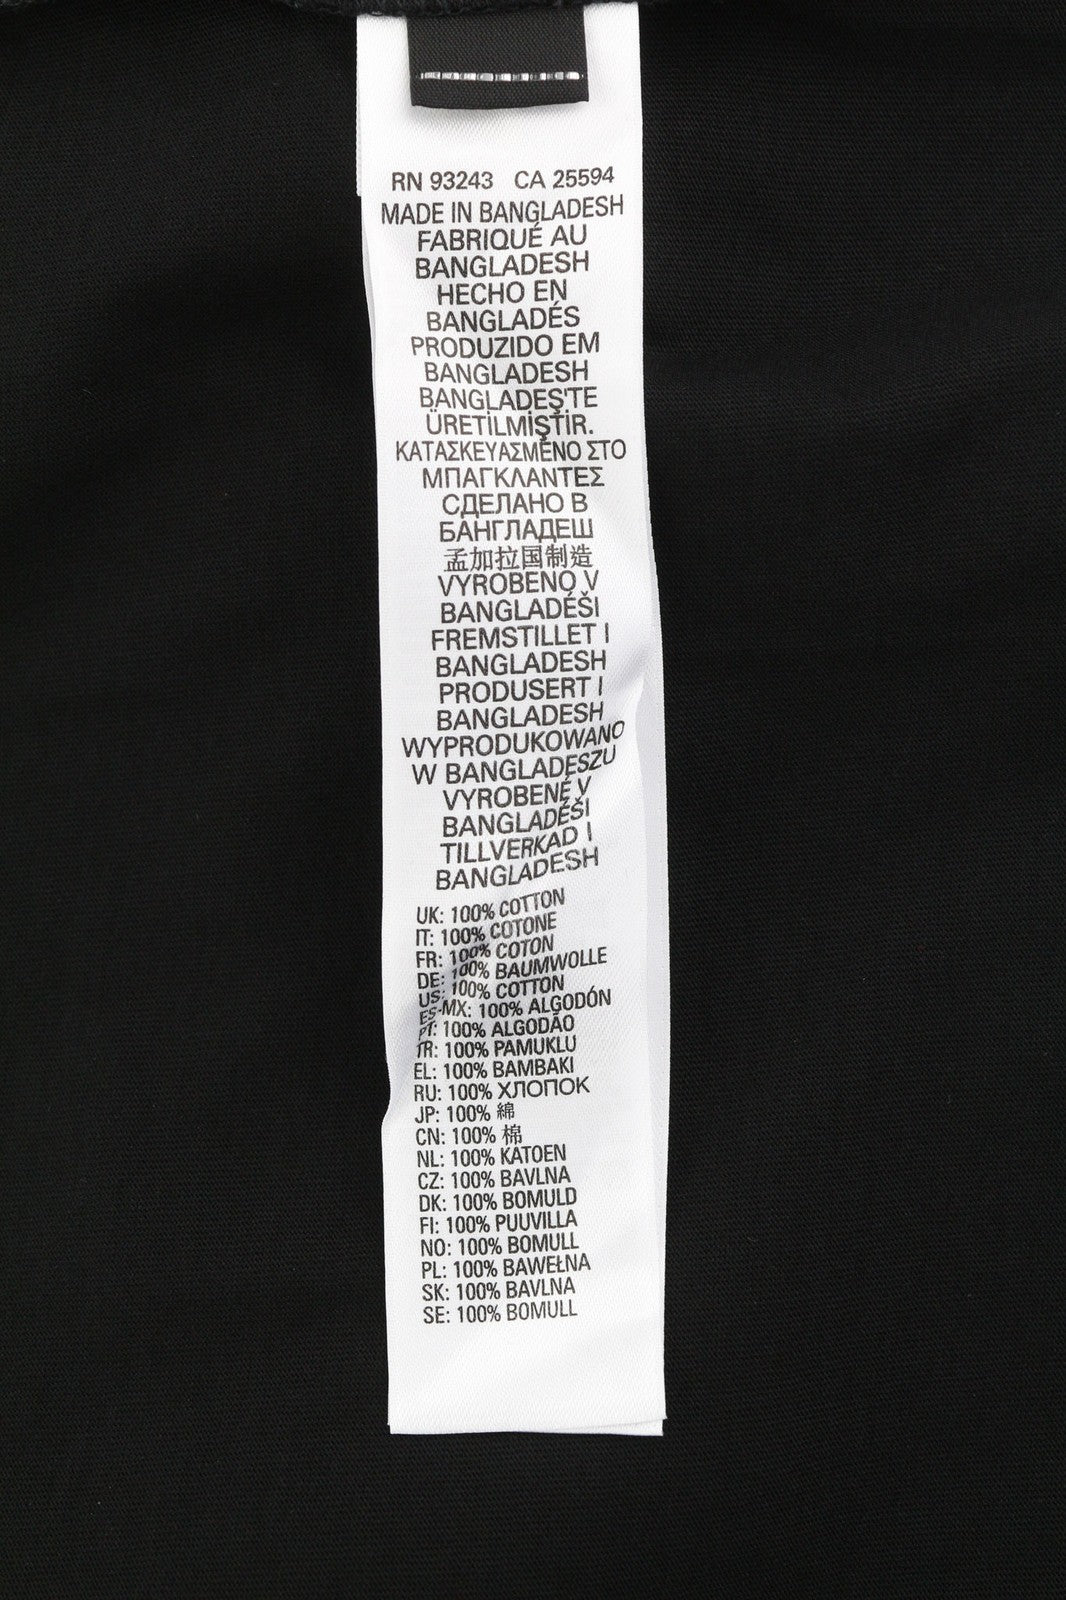 RN 93243 CA 25594
MADE IN BANGLADESH
FABRIQUÉ AU
BANGLADESH
HECHO EN
BANGLADÉS
PRODUZIDO EM
BANGLADESH
BANGLADEŞ'TE
ÜRETİLMİŞTİR.
ΚΑΤΑΣΚΕΥΑΣΜΕΝΟ ΣΤΟ
ΜΠΑΓΚΛΑΝΤΕΣ
СДЕЛАНО В
БАНГЛАДЕШ
孟加拉国制造
VYROBENO V
BANGLADÉŠI
FREMSTILLET I
BANGLADESH
PRODUSERT I
BANGLADESH
WYPRODUKOWANO
W BANGLADESZU
VYROBENÉ V
BANGLADÉŠI
TILLVERKAD I
BANGLADESH
UK: 100% COTTON
IT: 100% COTONE
FR: 100% COTON
DE: 100% BAUMWOLLE
US: 100% COTTON
ES-MX: 100% ALGODÓN
PT: 100% ALGODÃO
TR: 100% PAMUKLU
EL: 100% BAMBAKI
RU: 100% ХЛОПОК
JP: 100% 綿
CN: 100% 棉
NL: 100% KATOEN
CZ: 100% BAVLNA
DK: 100% BOMULD
FI: 100% PUUVILLA
NO: 100% BOMULL
PL: 100% BAWEŁNA
SK: 100% BAVLNA
SE: 100% BOMULL